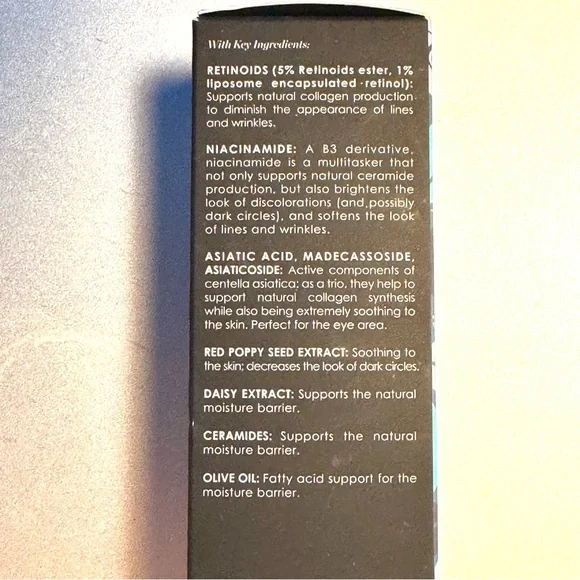 With Key Ingredients:
RETINOIDS (5% Retinoids ester, 1%
liposome encapsulated · retinol):
Supports natural collagen production
to diminish the appearance of lines
and wrinkles.
NIACINAMIDE: A B3 derivative,
niacinamide is a multitasker that
not only supports natural ceramide
production, but also brightens the
look of discolorations (and possibly
dark circles), and softens the look
of lines and wrinkles.
ASIATIC ACID, MADECASSOSIDE,
ASIATICOSIDE: Active components of
centella asiatica; as a trio, they help to
support natural collagen synthesis
while also being extremely soothing to
the skin. Perfect for the eye area.
RED POPPY SEED EXTRACT: Soothing to
the skin; decreases the look of dark circles.
DAISY EXTRACT: Supports the natural
moisture barrier.
CERAMIDES: Supports the natural
moisture barrier.
OLIVE OIL: Fatty acid support for the
moisture barrier.